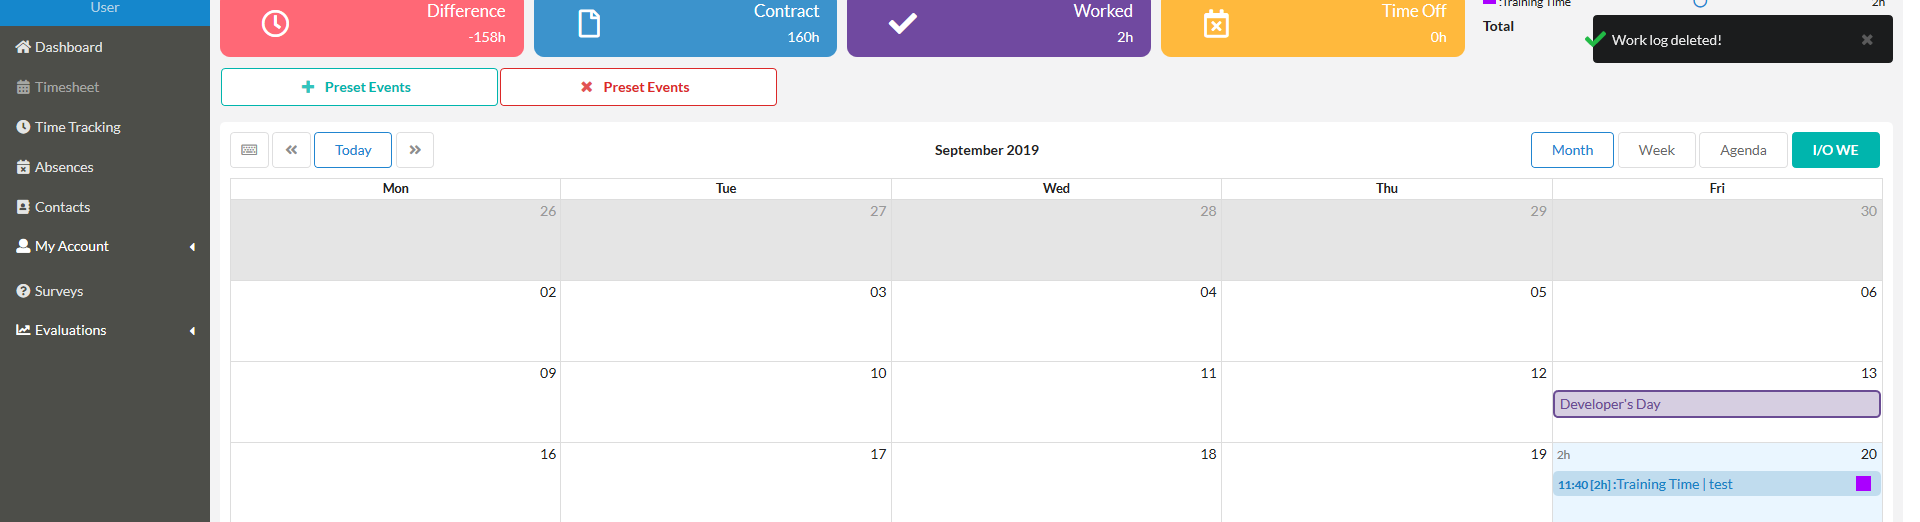 User
Dashboard
Timesheet
Time Tracking
Absences
Contacts
My Account
Surveys
Evaluations
Difference
-158h
Contract
160h
Worked
2h
Time Off
0h
:Training Time
2h
Total
Work log deleted!
Preset Events
Preset Events
Today
September 2019
Month
Week
Agenda
I/O WE
Mon Tue Wed Thu Fri
26 27 28 29 30
02 03 04 05 06
09 10 11 12 13
Developer's Day
16 17 18 19 2h 20
11:40 [2h] :Training Time | test